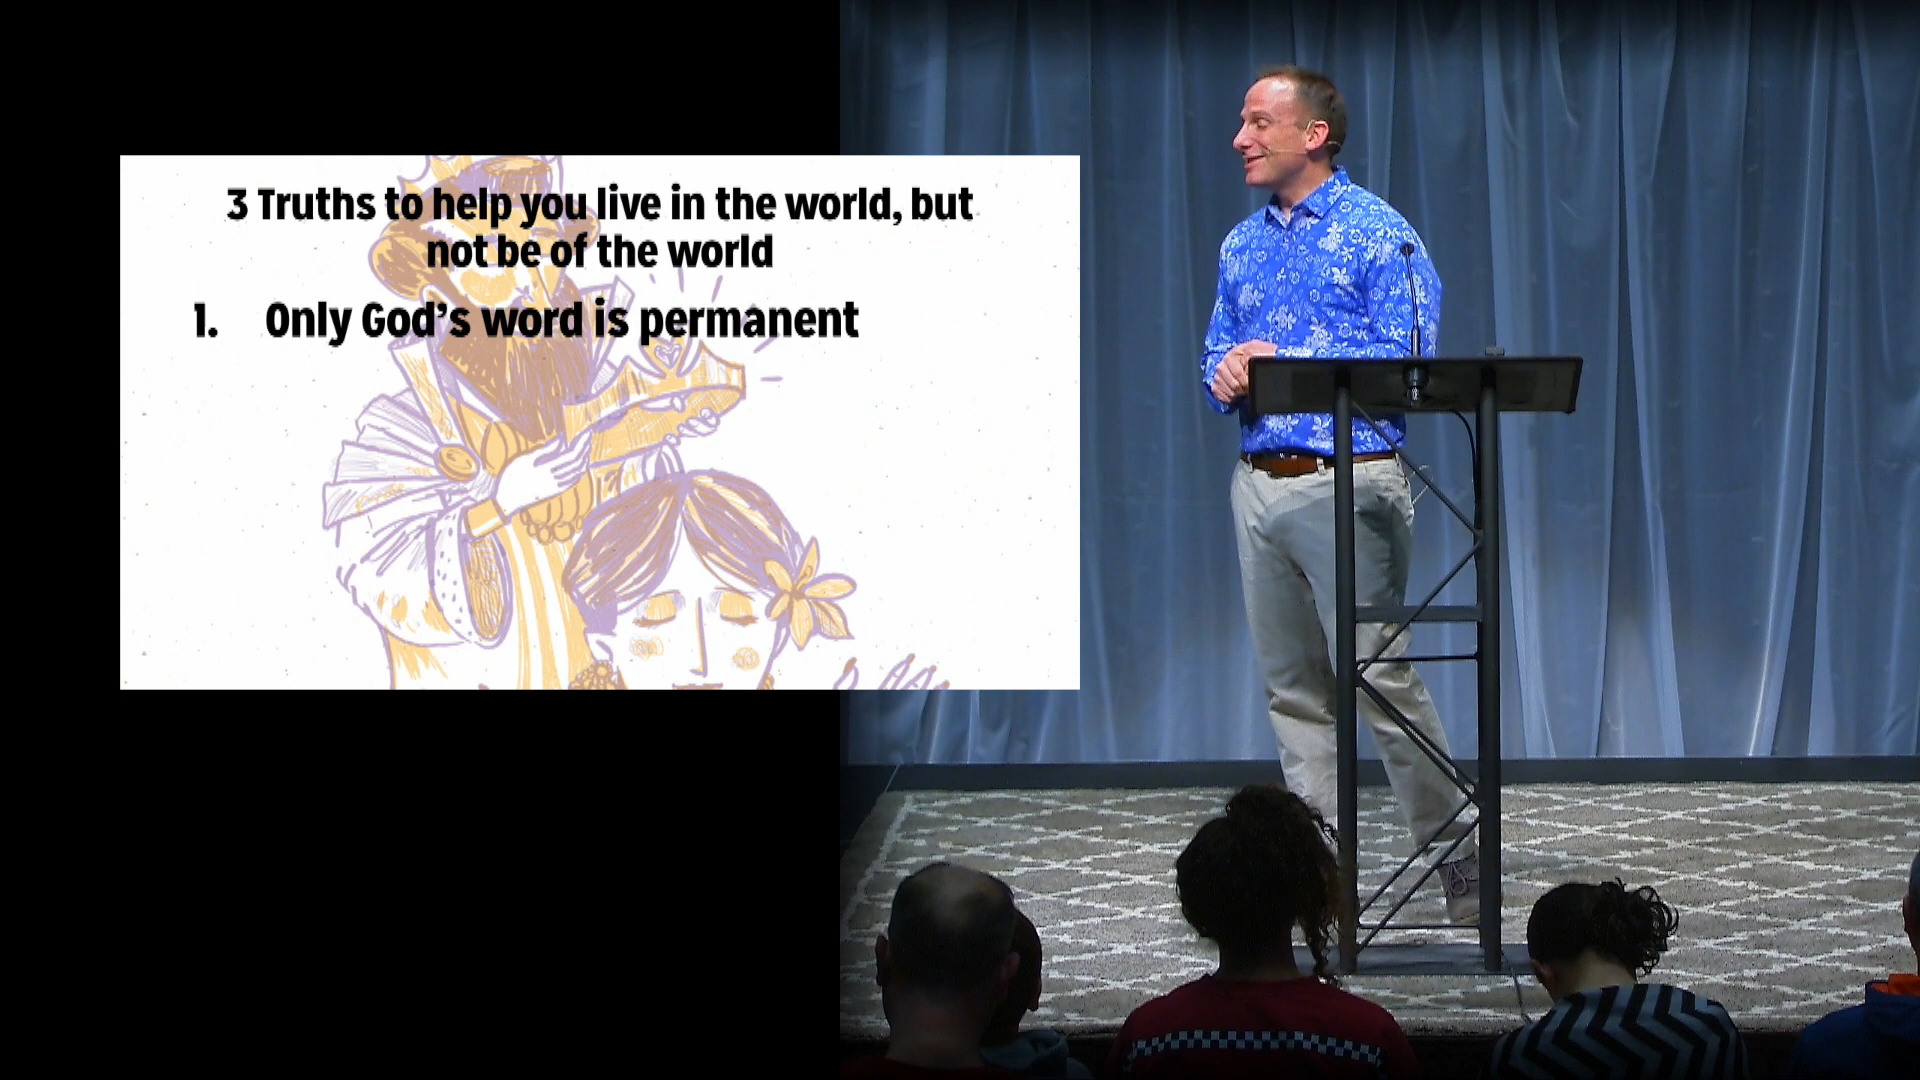 3 Truths to help you live in the world, but
not be of the world
1. Only God's word is permanent